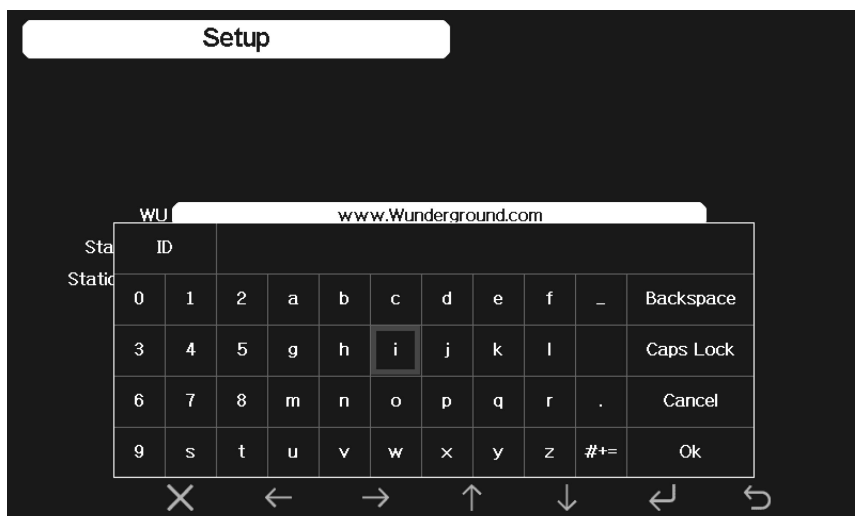 Setup
WU www.Wunderground.com
Sta
ID
Static
0 1 2 a b c d e f _ Backspace
3 4 5 g h i j k l Caps Lock
6 7 8 m n o p q r . Cancel
9 s t u v w x y z #+= Ok